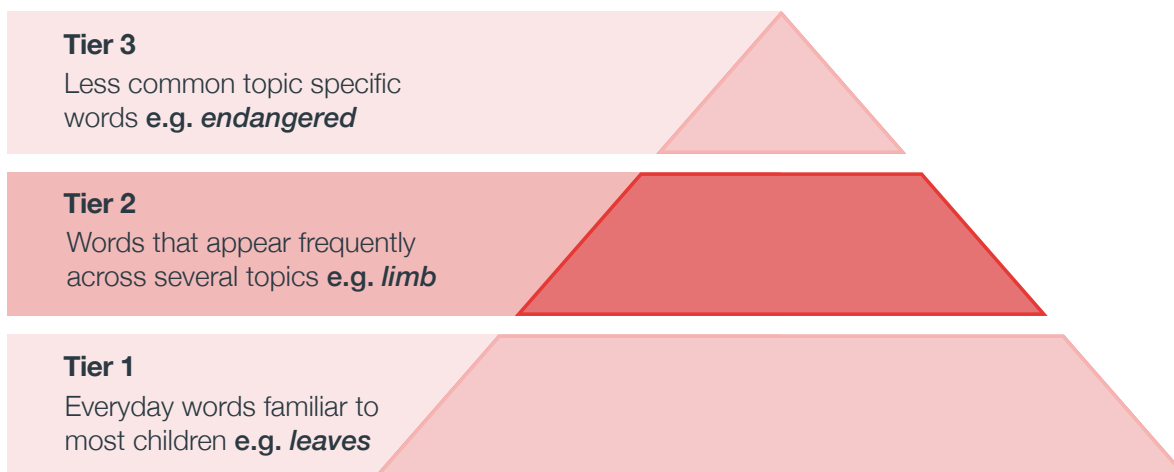 Tier 3
Less common topic specific
words e.g. endangered
Tier 2
Words that appear frequently
across several topics e.g. limb
Tier 1
Everyday words familiar to
most children e.g. leaves